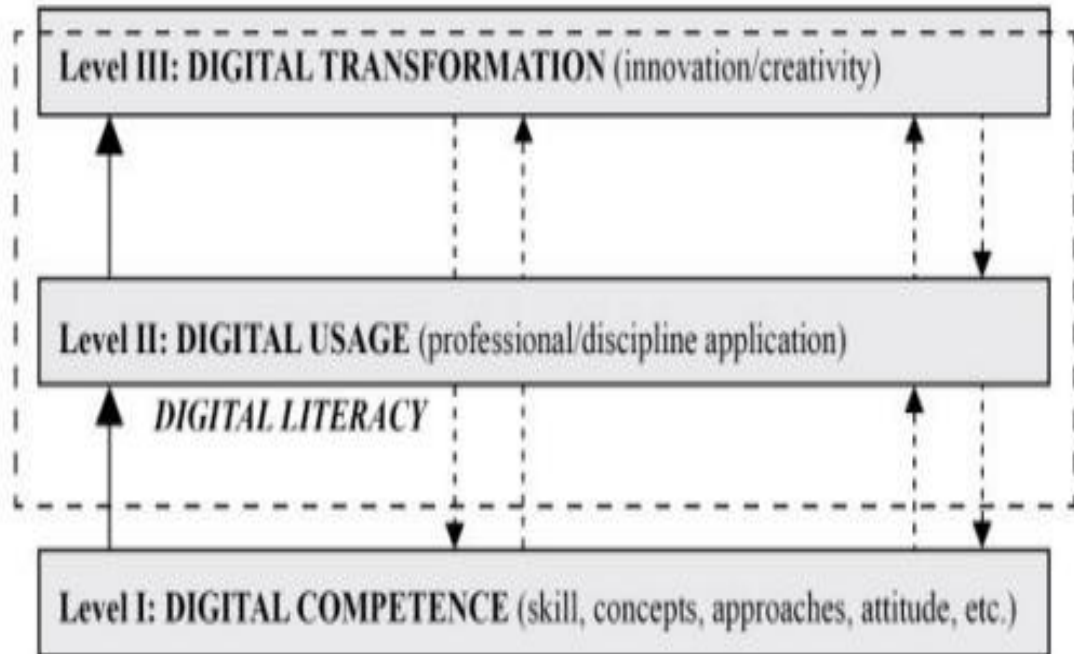 Level III: DIGITAL TRANSFORMATION (innovation/creativity)
Level II: DIGITAL USAGE (professional/discipline application)
DIGITAL LITERACY
Level I: DIGITAL COMPETENCE (skill, concepts, approaches, attitude, etc.)